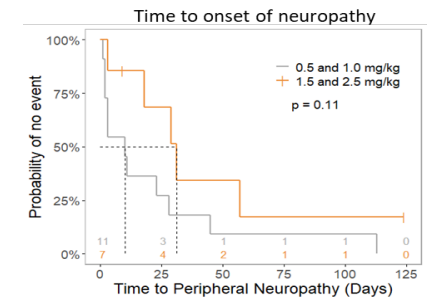 Time to onset of neuropathy
100%
0.5 and 1.0 mg/kg
1.5 and 2.5 mg/kg
p = 0.11
75%
Probability of no event
50%
25%
11 3 1 1 1 0
7 4 2 1 1 0
0%
0 25 50 75 100 125
Time to Peripheral Neuropathy (Days)